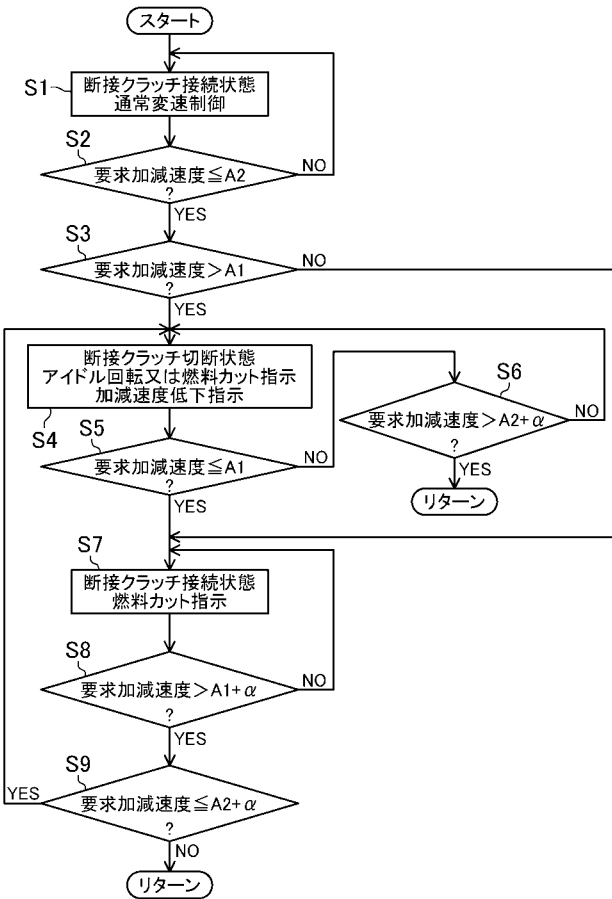 スタート
S1
断接クラッチ接続状態
通常変速制御
S2
要求加減速度≦A2
?
NO
YES
S3
要求加減速度>A1
?
NO
YES
断接クラッチ切断状態
アイドル回転又は燃料カット指示
加減速度低下指示
S4
S5
要求加減速度≦A1
?
NO
YES
S6
要求加減速度>A2+α
?
NO
YES
リターン
S7
断接クラッチ接続状態
燃料カット指示
S8
要求加減速度>A1+α
?
NO
YES
S9
要求加減速度≦A2+α
?
YES
NO
リターン